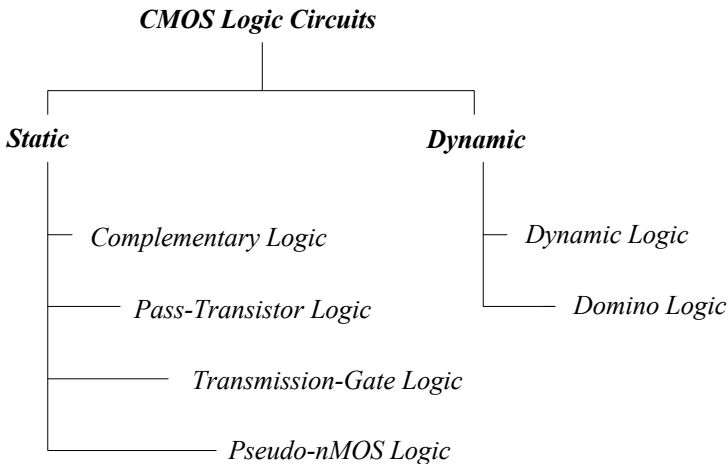 CMOS Logic Circuits
Static
Dynamic
Complementary Logic
Dynamic Logic
Pass-Transistor Logic
Domino Logic
Transmission-Gate Logic
Pseudo-nMOS Logic